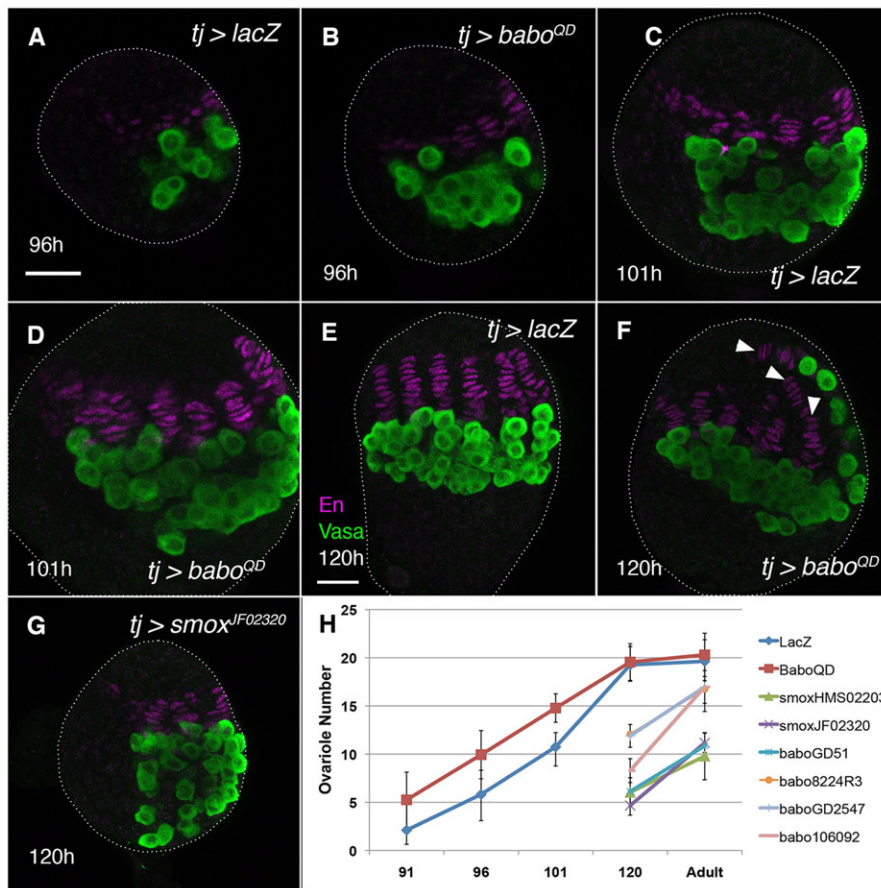 A
tj > lacZ
96h
B
tj > babo^QD
96h
C
101h
tj > lacZ
D
101h
tj > babo^QD
E
tj > lacZ
En
Vasa
120h
F
120h
tj > babo^QD
G
tj > smox^JF02320
120h
H
Ovariole Number
25
20
15
10
5
0
91
96
101
120
Adult
LacZ
BaboQD
smoxHMS02203
smoxJF02320
baboGD51
babo8224R3
baboGD2547
babo106092